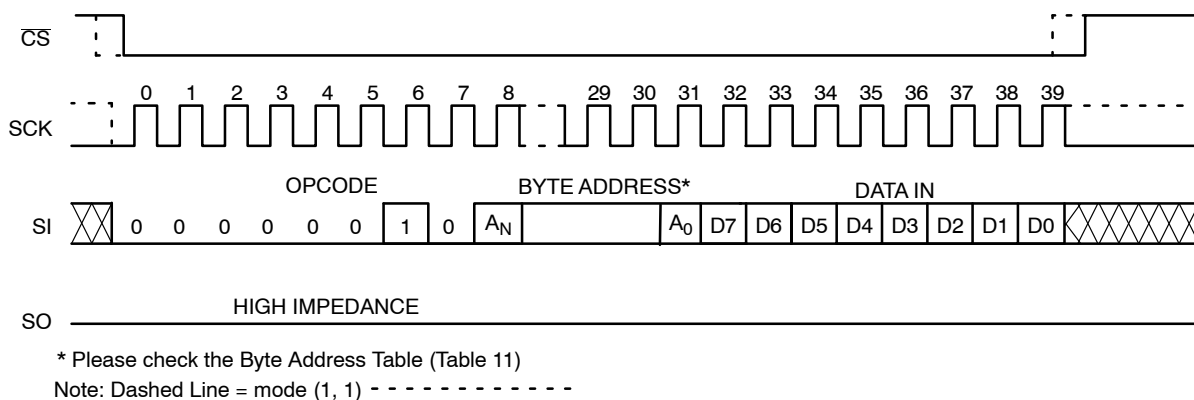 CS
0 1 2 3 4 5 6 7 8 29 30 31 32 33 34 35 36 37 38 39
SCK
OPCODE BYTE ADDRESS* DATA IN
SI 0 0 0 0 0 0 1 0 AN A0 D7 D6 D5 D4 D3 D2 D1 D0
HIGH IMPEDANCE
SO
* Please check the Byte Address Table (Table 11)
Note: Dashed Line = mode (1, 1)